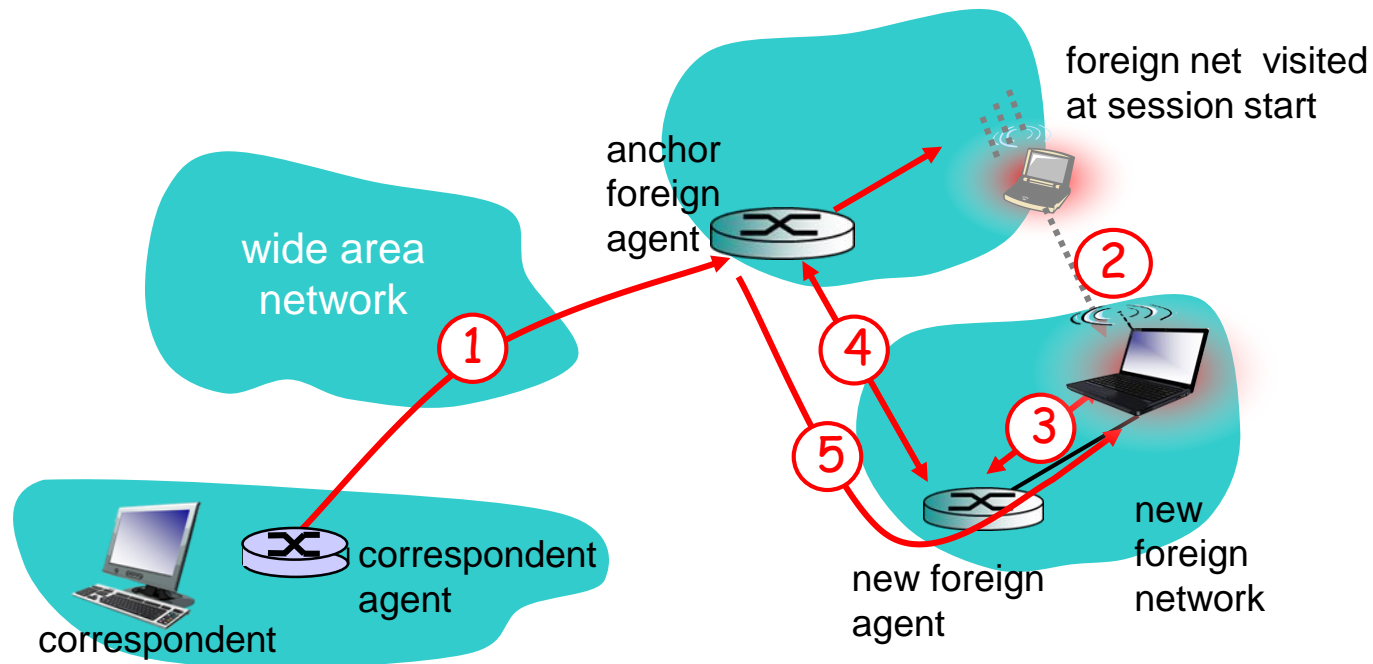 foreign net visited
at session start
anchor
foreign
agent
wide area
network
1
2
4
3
5
correspondent
agent
correspondent
new foreign
agent
new
foreign
network